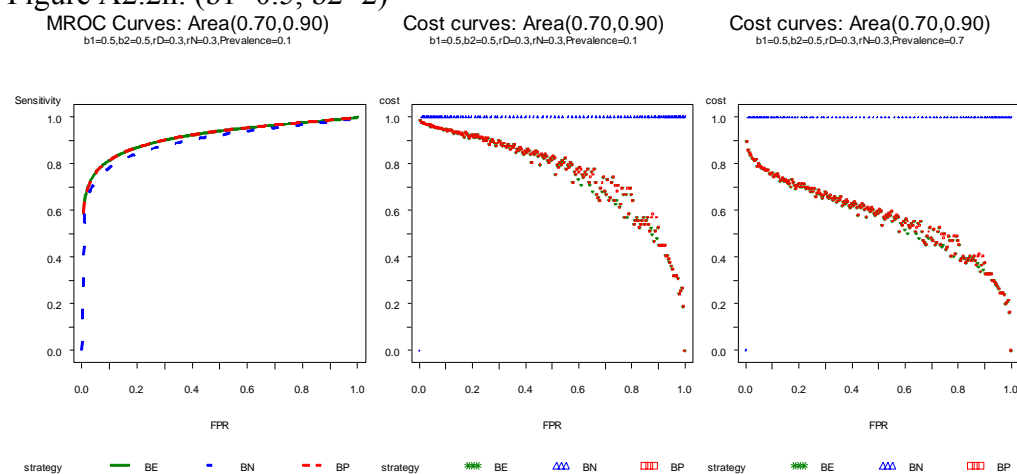 Figure A2.2h. (b1=0.5, b2=2)
MROC Curves: Area(0.70,0.90)
b1=0.5,b2=0.5,rD=0.3,rN=0.3,Prevalence=0.1
Sensitivity
1.0
0.8
0.6
0.4
0.2
0.0
0.0 0.2 0.4 0.6 0.8 1.0
FPR
strategy BE BN BP
Cost curves: Area(0.70,0.90)
b1=0.5,b2=0.5,rD=0.3,rN=0.3,Prevalence=0.1
cost
1.0
0.8
0.6
0.4
0.2
0.0
0.0 0.2 0.4 0.6 0.8 1.0
FPR
strategy BE BN BP
Cost curves: Area(0.70,0.90)
b1=0.5,b2=0.5,rD=0.3,rN=0.3,Prevalence=0.7
cost
1.0
0.8
0.6
0.4
0.2
0.0
0.0 0.2 0.4 0.6 0.8 1.0
FPR
strategy BE BN BP